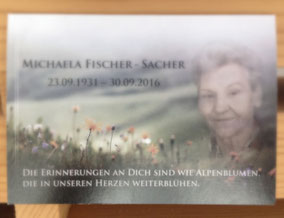 Michaela Fischer - Sacher
23.09.1931 – 30.09.2016
Die Erinnerungen an Dich sind wie Alpenblumen,
die in unseren Herzen weiterblühen.